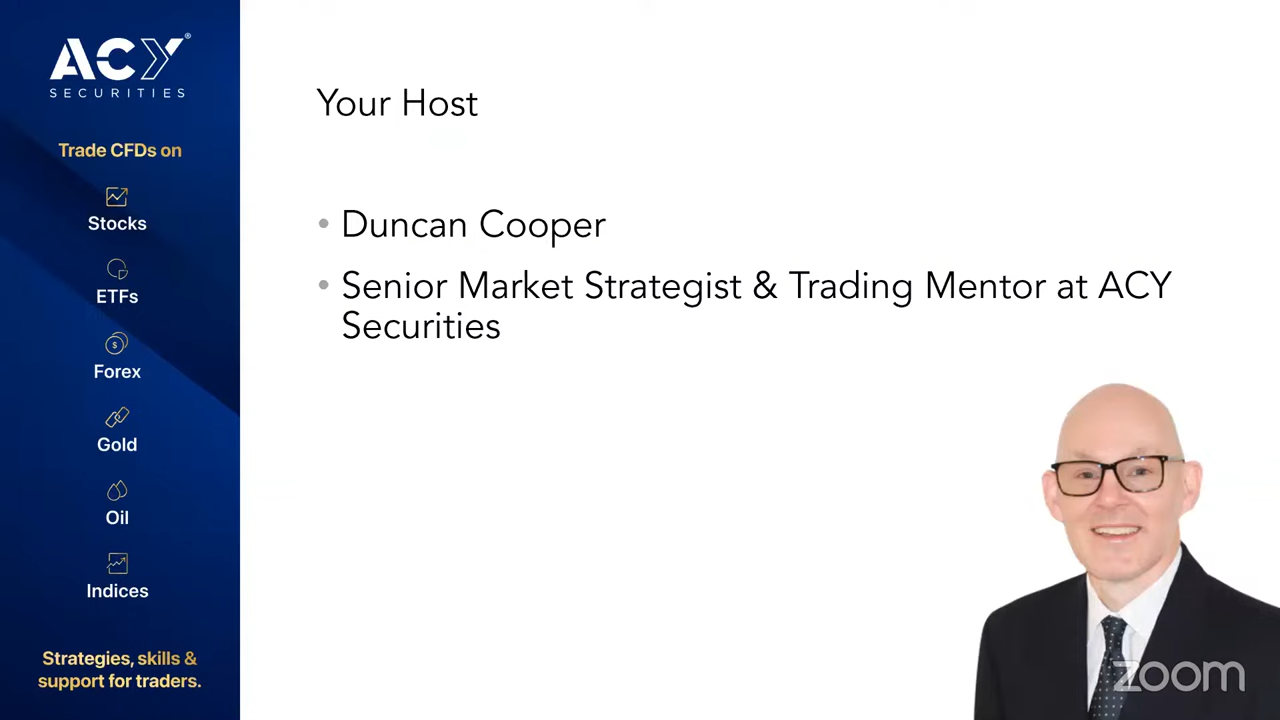 ACY®
SECURITIES
Trade CFDs on
Stocks
ETFs
$
Forex
Gold
Oil
Indices
Strategies, skills &
support for traders.
Your Host
• Duncan Cooper
• Senior Market Strategist & Trading Mentor at ACY
Securities
zoom